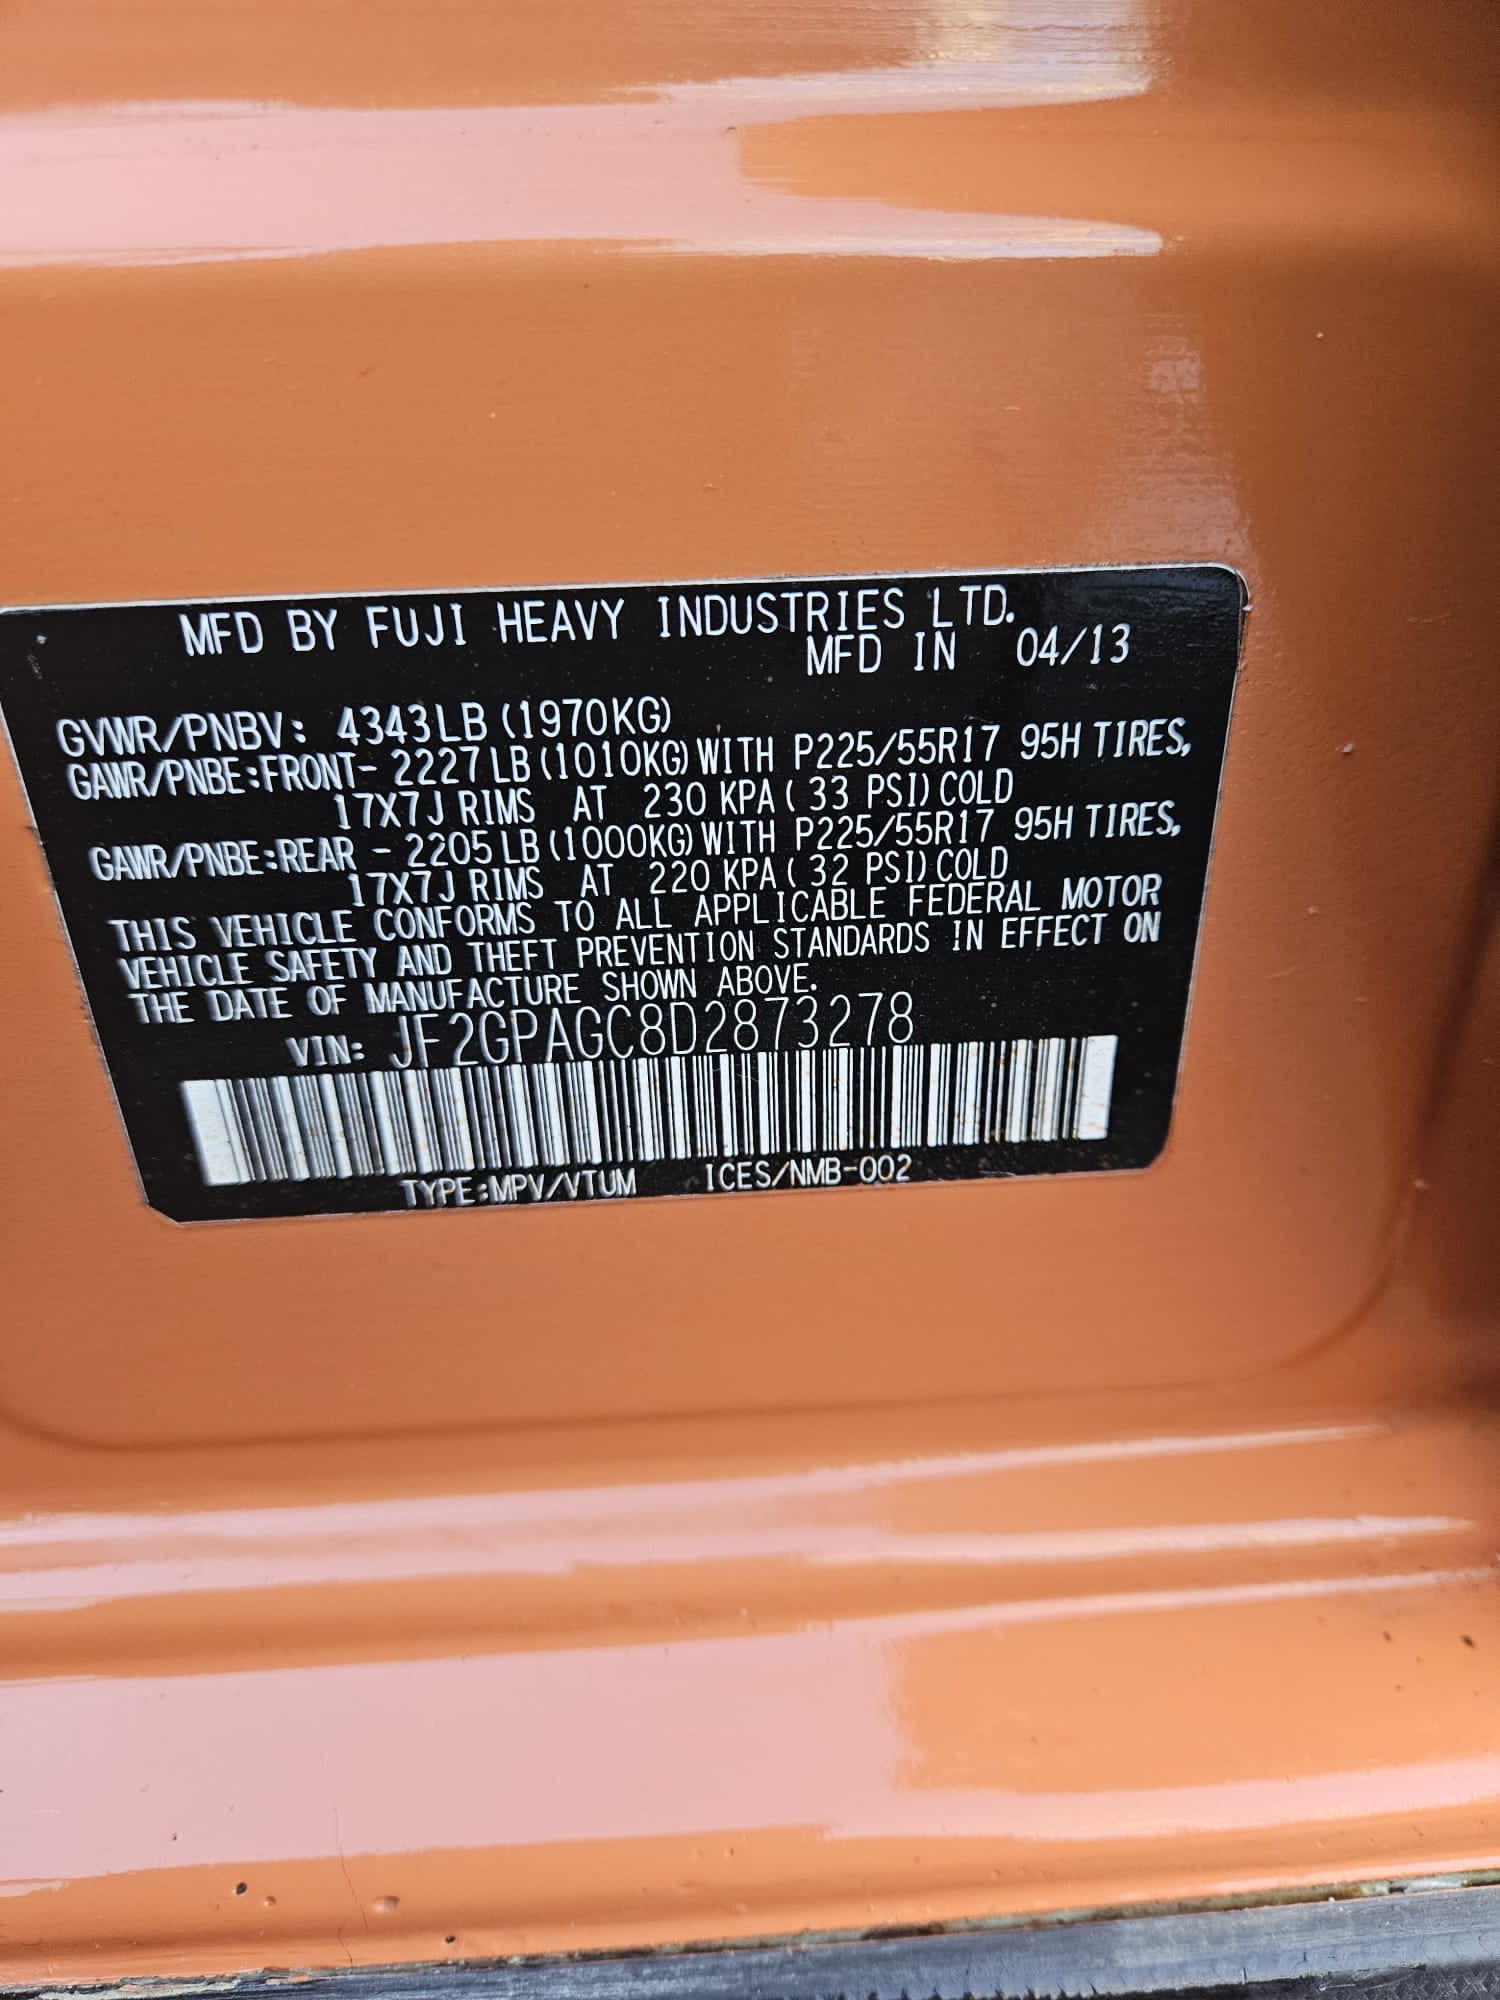 MFD BY FUJI HEAVY INDUSTRIES LTD.
MFD IN 04/13
GVWR/PNBV: 4343LB (1970KG)
GAWR/PNBE:FRONT- 2227LB (1010KG) WITH P225/55R17 95H TIRES,
17X7J RIMS AT 230 KPA ( 33 PSI) COLD
GAWR/PNBE:REAR - 2205LB (1000KG) WITH P225/55R17 95H TIRES,
17X7J RIMS AT 220 KPA ( 32 PSI) COLD
THIS VEHICLE CONFORMS TO ALL APPLICABLE FEDERAL MOTOR
VEHICLE SAFETY AND THEFT PREVENTION STANDARDS IN EFFECT ON
THE DATE OF MANUFACTURE SHOWN ABOVE.
VIN: JF2GPAGC8D2873278
TYPE:MPV/VTUM ICES/NMB-002